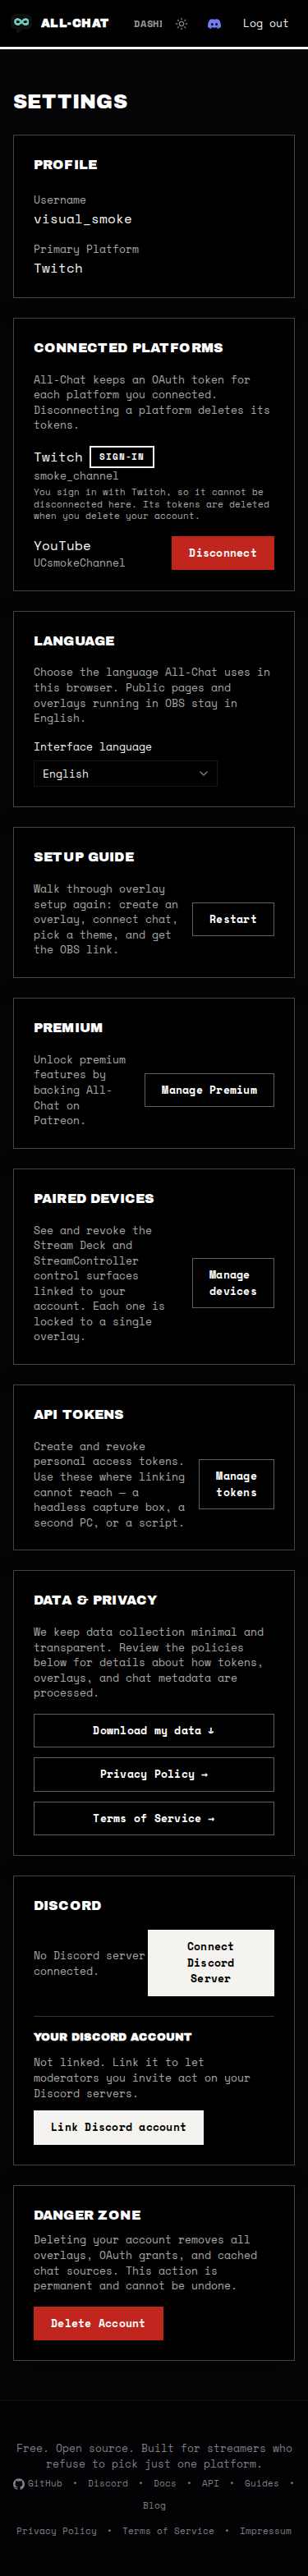 ALL-CHAT DASHI Log out
SETTINGS
PROFILE
Username
visual_smoke
Primary Platform
Twitch
CONNECTED PLATFORMS
All-Chat keeps an OAuth token for
each platform you connected.
Disconnecting a platform deletes its
tokens.
Twitch SIGN-IN
smoke_channel
You sign in with Twitch, so it cannot be
disconnected here. Its tokens are deleted
when you delete your account.
YouTube
UCsmokeChannel
Disconnect
LANGUAGE
Choose the language All-Chat uses in
this browser. Public pages and
overlays running in OBS stay in
English.
Interface language
English
SETUP GUIDE
Walk through overlay
setup again: create an
overlay, connect chat,
pick a theme, and get
the OBS link.
Restart
PREMIUM
Unlock premium
features by
backing All-
Chat on
Patreon.
Manage Premium
PAIRED DEVICES
See and revoke the
Stream Deck and
StreamController
control surfaces
linked to your
account. Each one is
locked to a single
overlay.
Manage
devices
API TOKENS
Create and revoke
personal access tokens.
Use these where linking
cannot reach — a
headless capture box, a
second PC, or a script.
Manage
tokens
DATA & PRIVACY
We keep data collection minimal and
transparent. Review the policies
below for details about how tokens,
overlays, and chat metadata are
processed.
Download my data ↓
Privacy Policy →
Terms of Service →
DISCORD
No Discord server
connected.
Connect
Discord
Server
YOUR DISCORD ACCOUNT
Not linked. Link it to let
moderators you invite act on your
Discord servers.
Link Discord account
DANGER ZONE
Deleting your account removes all
overlays, OAuth grants, and cached
chat sources. This action is
permanent and cannot be undone.
Delete Account
Free. Open source. Built for streamers who
refuse to pick just one platform.
GitHub • Discord • Docs • API • Guides •
Blog
Privacy Policy • Terms of Service • Impressum